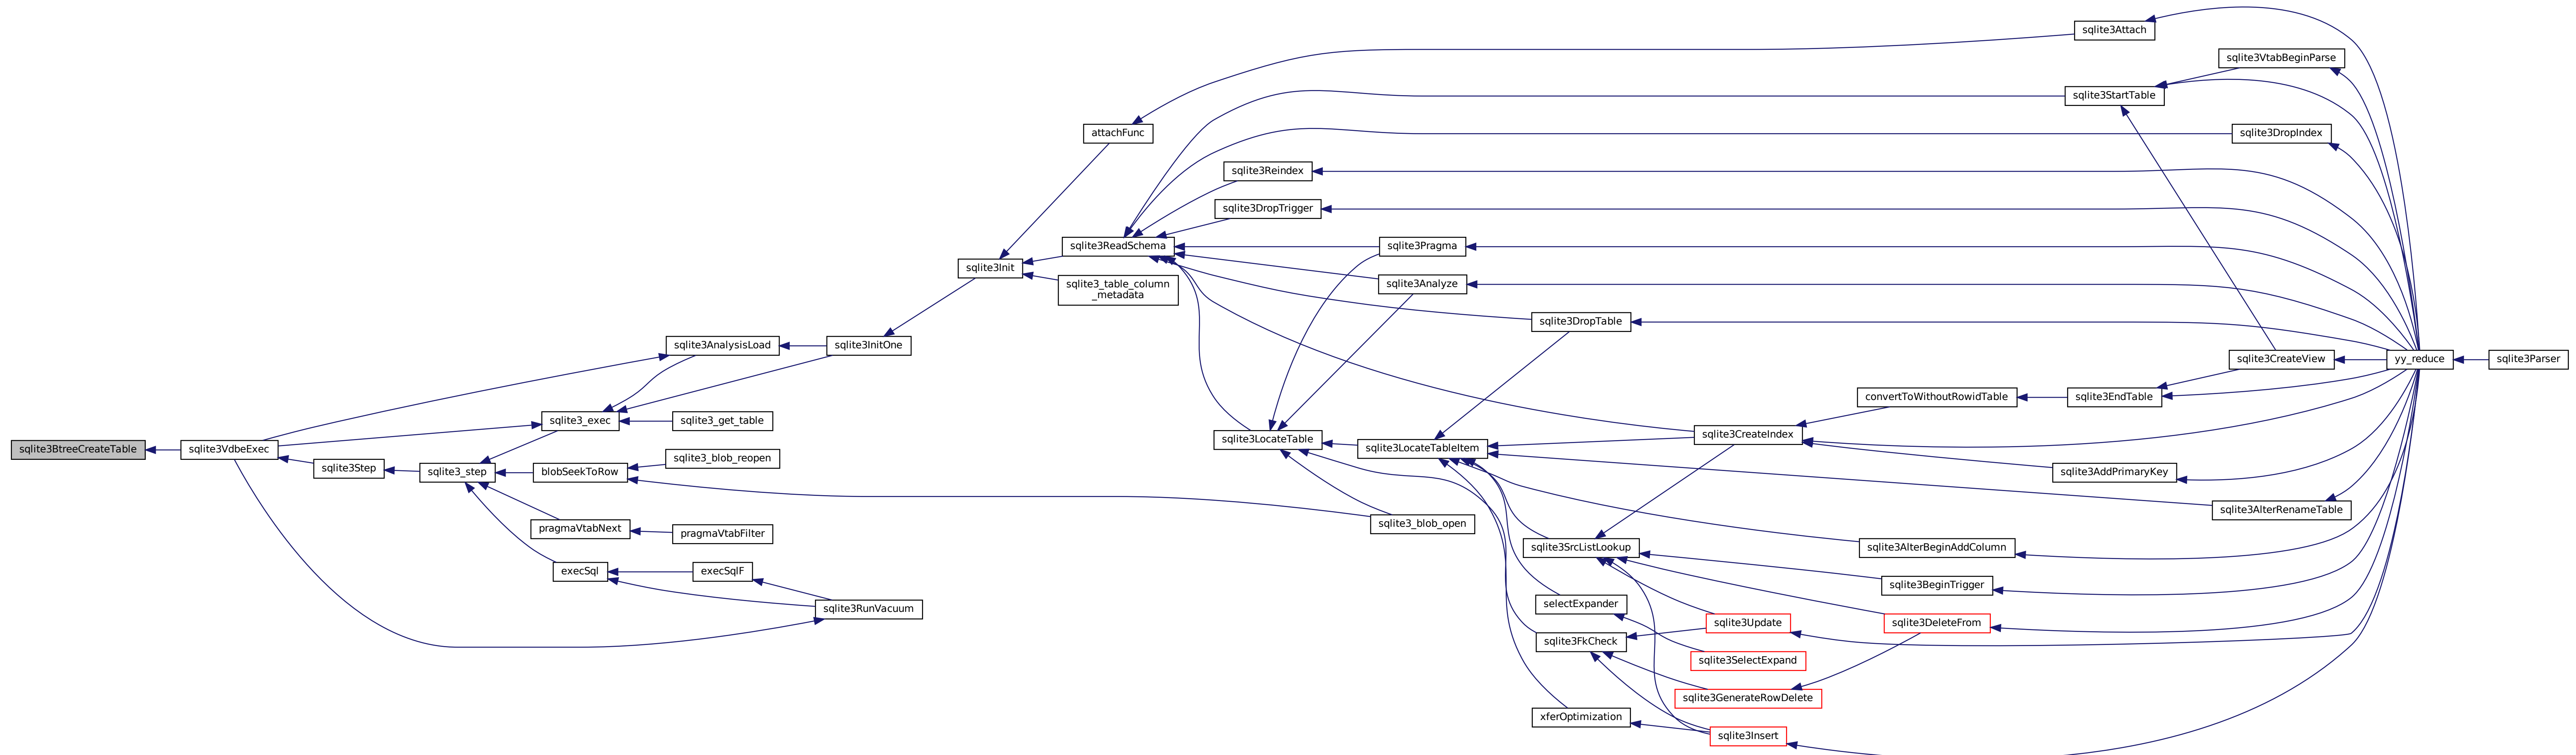 sqlite3Attach
sqlite3VtabBeginParse
sqlite3StartTable
attachFunc
sqlite3DropIndex
sqlite3Reindex
sqlite3DropTrigger
sqlite3ReadSchema
sqlite3Pragma
sqlite3Init
sqlite3_table_column
_metadata
sqlite3Analyze
sqlite3DropTable
sqlite3AnalysisLoad
sqlite3InitOne
sqlite3CreateView
yy_reduce
sqlite3Parser
convertToWithoutRowidTable
sqlite3EndTable
sqlite3_exec
sqlite3_get_table
sqlite3CreateIndex
sqlite3LocateTable
sqlite3LocateTableItem
sqlite3BtreeCreateTable
sqlite3VdbeExec
sqlite3_blob_reopen
sqlite3Step
sqlite3_step
blobSeekToRow
sqlite3AddPrimaryKey
sqlite3AlterRenameTable
sqlite3_blob_open
pragmaVtabNext
pragmaVtabFilter
sqlite3SrcListLookup
sqlite3AlterBeginAddColumn
execSql
execSqlF
sqlite3BeginTrigger
selectExpander
sqlite3RunVacuum
sqlite3Update
sqlite3DeleteFrom
sqlite3FkCheck
sqlite3SelectExpand
sqlite3GenerateRowDelete
xferOptimization
sqlite3Insert